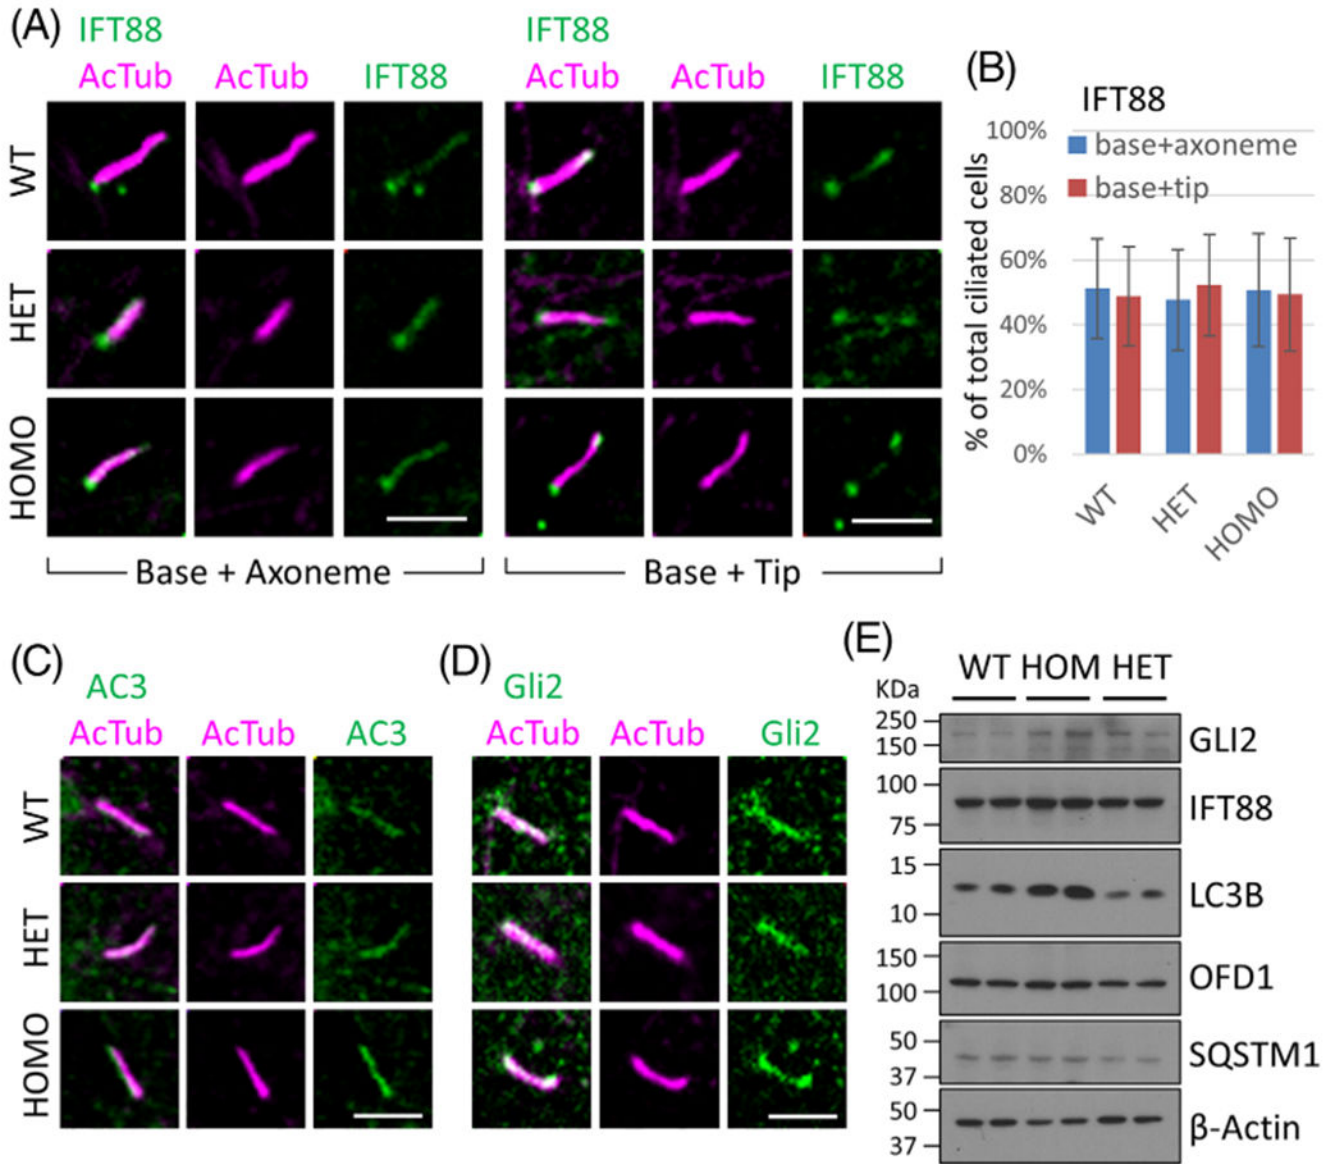 (A) IFT88 IFT88
AcTub AcTub IFT88 AcTub AcTub IFT88
WT
HET
HOMO
Base + Axoneme Base + Tip
(B)
IFT88
base+axoneme
base+tip
% of total ciliated cells
100%
80%
60%
40%
20%
0%
WT HET HOMO
(C) AC3
AcTub AcTub AC3
WT
HET
HOMO
(D) Gli2
AcTub AcTub Gli2
(E)
WT HOM HET
KDa
250
150
GLI2
100
75
IFT88
15
10
LC3B
150
100
OFD1
50
37
SQSTM1
50
37
β-Actin